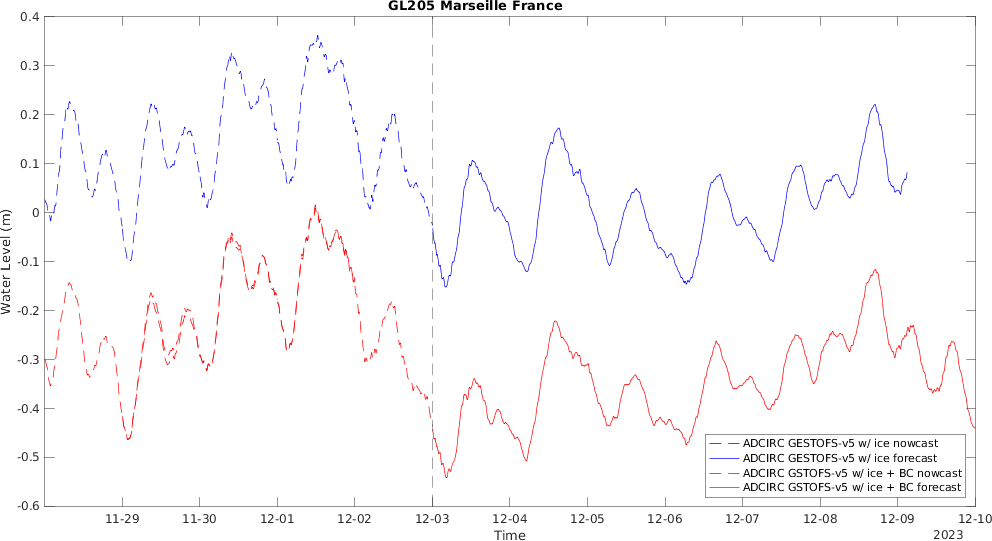 GL205 Marseille France
0.4
0.3
0.2
0.1
0
-0.1
-0.2
-0.3
-0.4
-0.5
-0.6
Water Level (m)
ADCIRC GESTOFS-v5 w/ ice nowcast
ADCIRC GESTOFS-v5 w/ ice forecast
ADCIRC GSTOFS-v5 w/ ice + BC nowcast
ADCIRC GSTOFS-v5 w/ ice + BC forecast
11-29 11-30 12-01 12-02 12-03 12-04 12-05 12-06 12-07 12-08 12-09 12-10
Time
2023